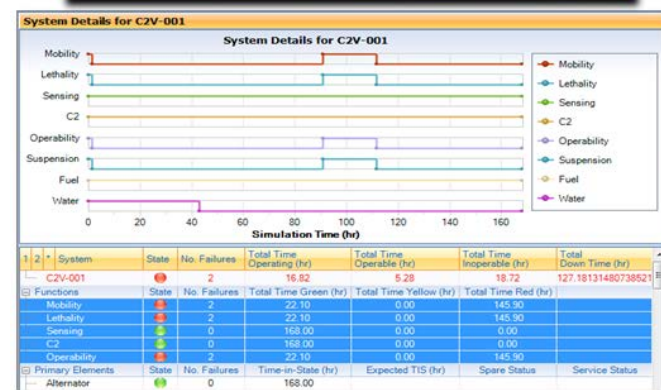 System Details for C2V-001
System Details for C2V-001
Mobility
Lethality
Sensing
C2
Operability
Suspension
Fuel
Water
0 20 40 60 80 100 120 140 160
Simulation Time (hr)
Mobility
Lethality
Sensing
C2
Operability
Suspension
Fuel
Water
1 2 * System State No. Failures Total Time Operating (hr) Total Time Operable (hr) Total Time Inoperable (hr) Total Down Time (hr)
C2V-001 2 16.82 5.28 18.72 127.18131480738521
Functions State No. Failures Total Time Green (hr) Total Time Yellow (hr) Total Time Red (hr)
Mobility 2 22.10 0.00 145.90
Lethality 2 22.10 0.00 145.90
Sensing 0 168.00 0.00 0.00
C2 0 168.00 0.00 0.00
Operability 2 22.10 0.00 145.90
Primary Elements State No. Failures Time-in-State (hr) Expected TIS (hr) Spare Status Service Status
Alternator 0 168.00